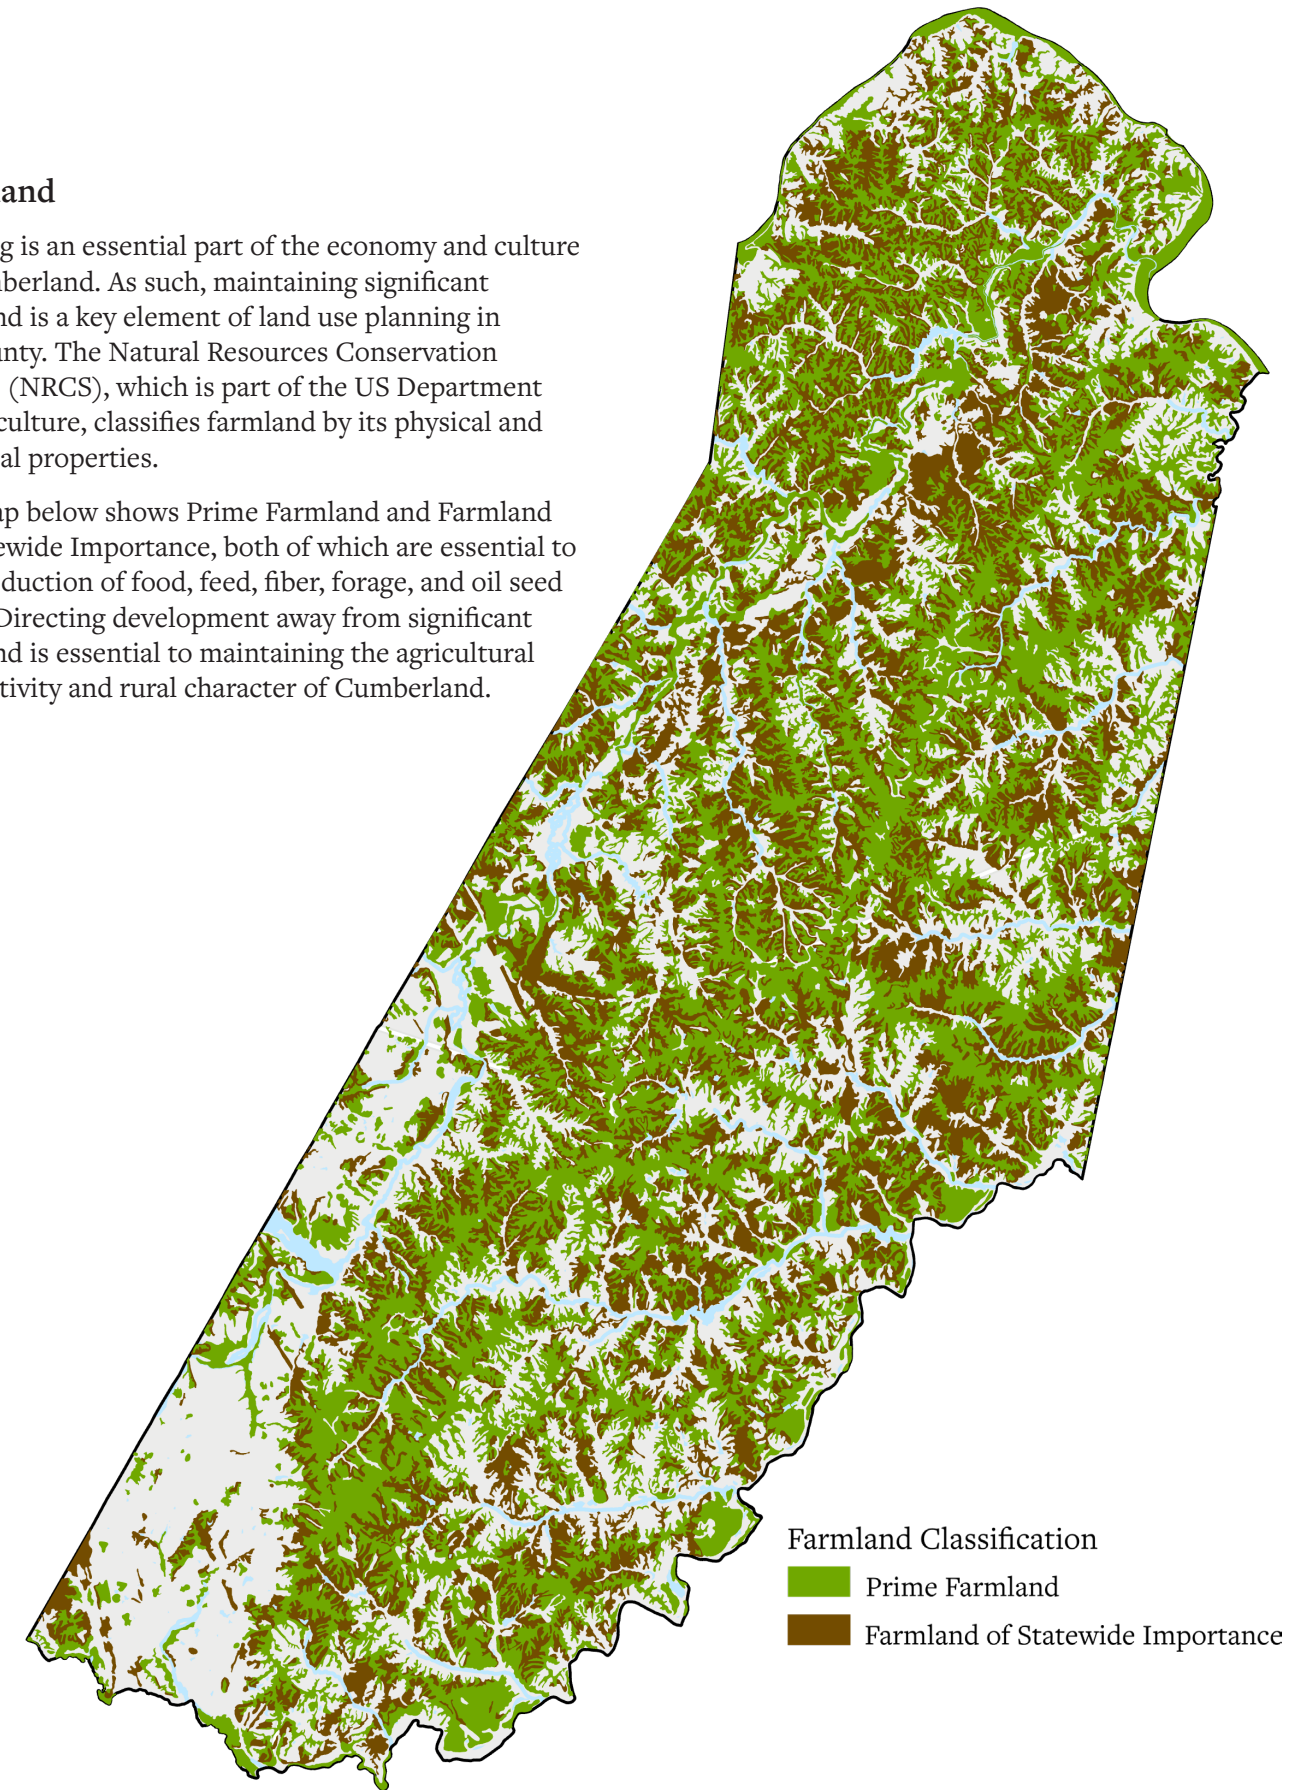 and
g is an essential part of the economy and culture
berland. As such, maintaining significant
nd is a key element of land use planning in
unty. The Natural Resources Conservation
(NRCS), which is part of the US Department
culture, classifies farmland by its physical and
al properties.
ap below shows Prime Farmland and Farmland
ewide Importance, both of which are essential to
duction of food, feed, fiber, forage, and oil seed
Directing development away from significant
nd is essential to maintaining the agricultural
tivity and rural character of Cumberland.
Farmland Classification
Prime Farmland
Farmland of Statewide Importance